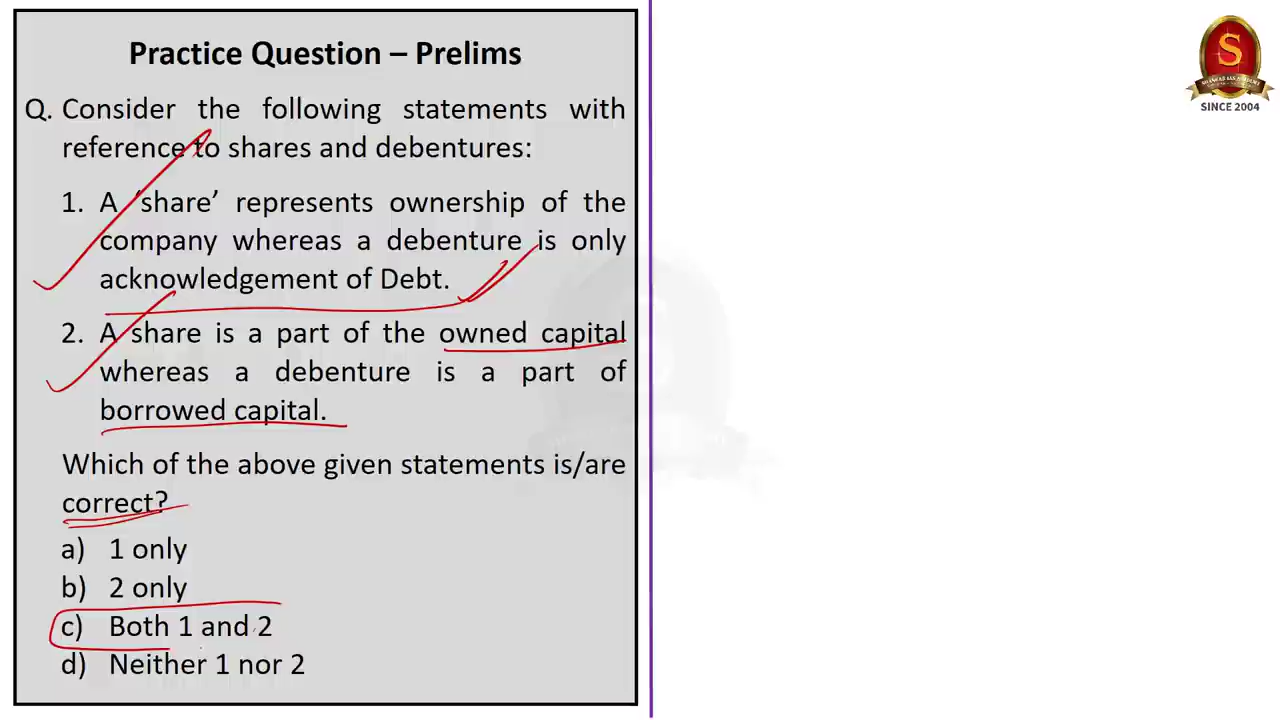 Practice Question – Prelims
Q. Consider the following statements with
reference to shares and debentures:
1. A ‘share’ represents ownership of the
company whereas a debenture is only
acknowledgement of Debt.
2. A share is a part of the owned capital
whereas a debenture is a part of
borrowed capital.
Which of the above given statements is/are
correct?
a) 1 only
b) 2 only
c) Both 1 and 2
d) Neither 1 nor 2
S
SHANKAR IAS ACADEMY
SINCE 2004